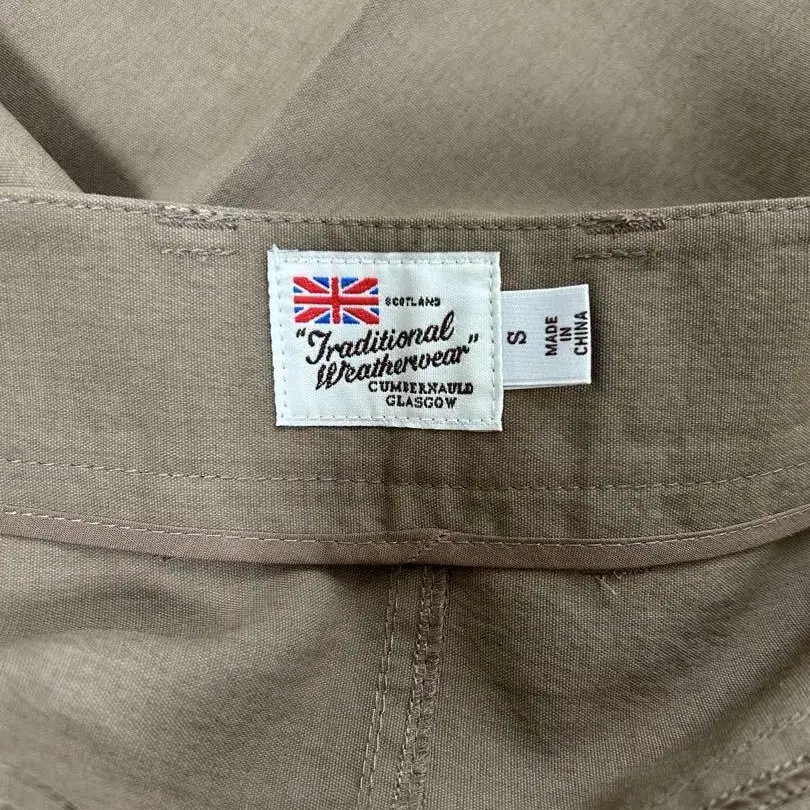 SCOTLAND
"Traditional
Weatherwear"
CUMBERNAULD
GLASGOW
S
MADE
IN
CHINA